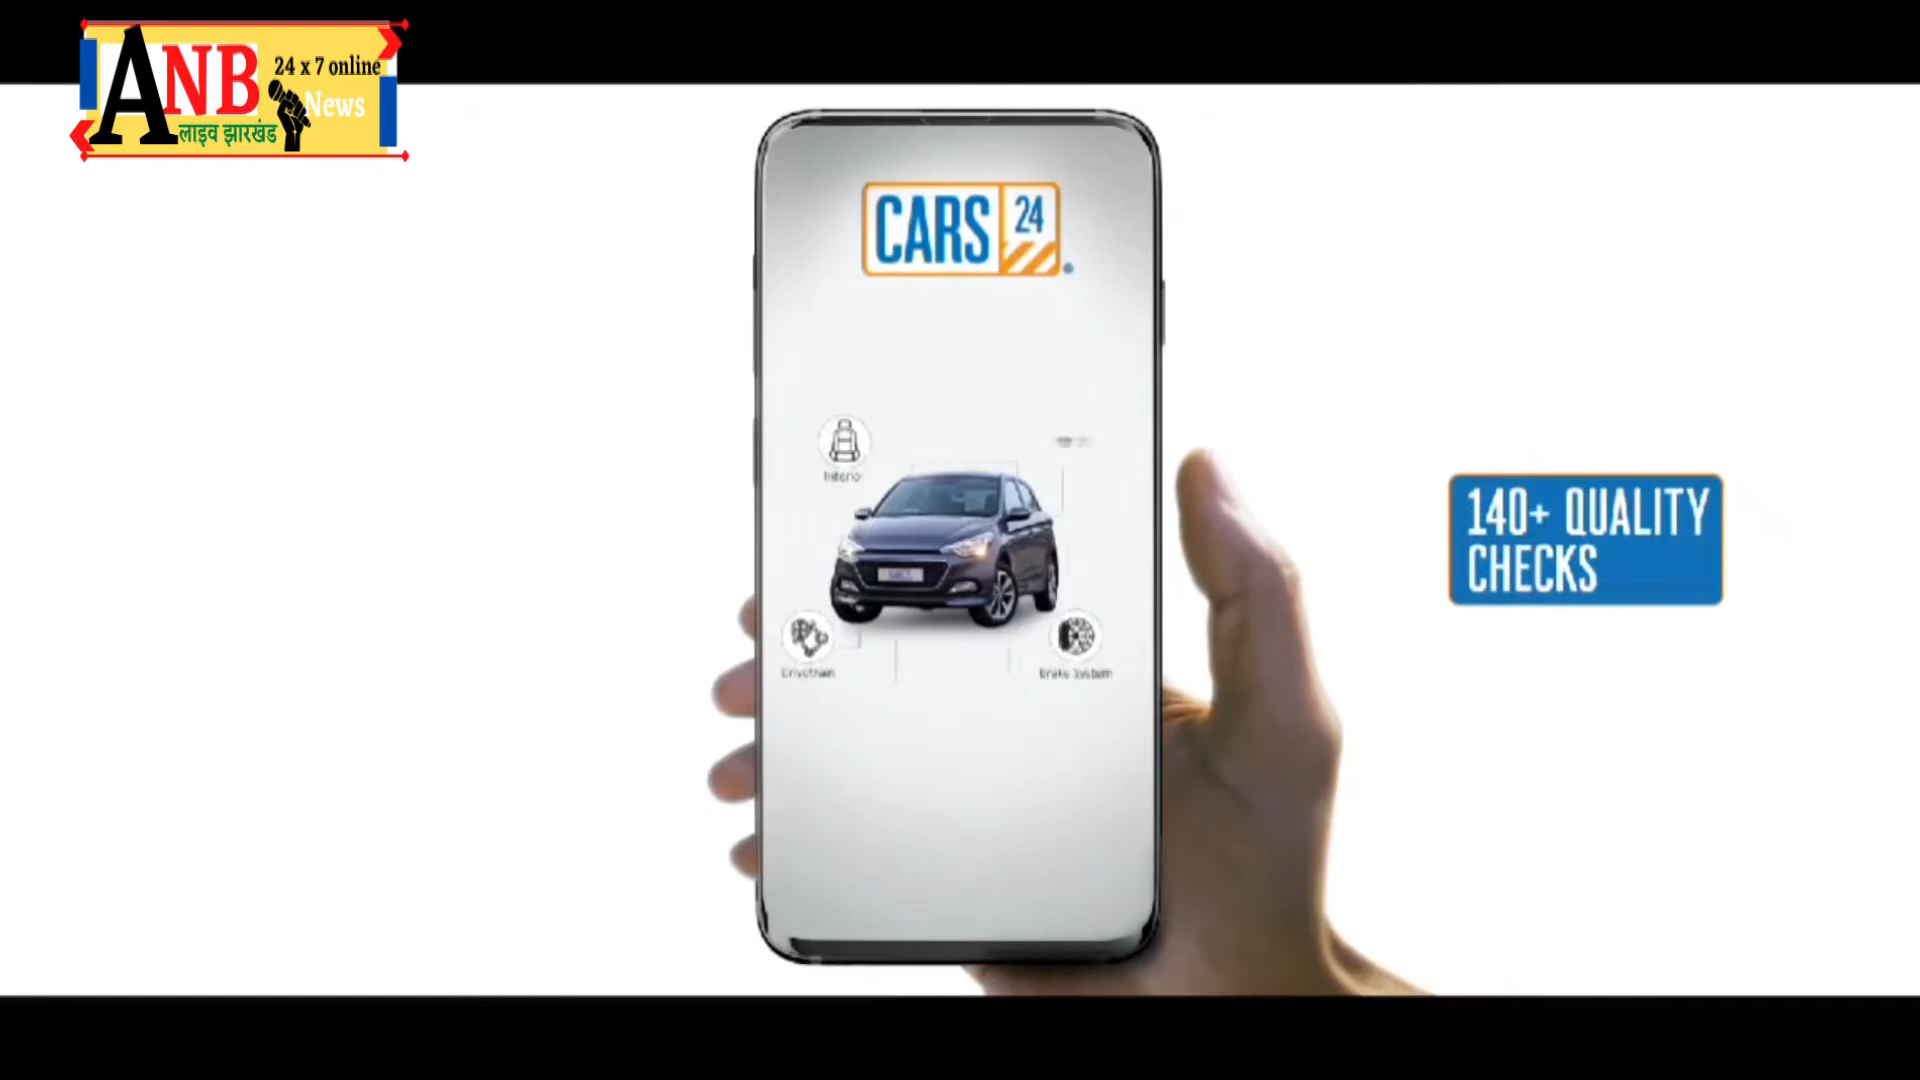 ANB
24 x 7 online
News
लाइव झारखंड
CARS 24
Interior
140+ QUALITY
CHECKS
Drivetrain
Brake System